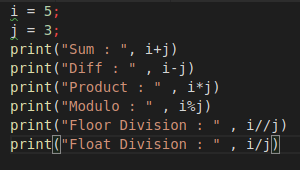 i = 5;
j = 3;
print("Sum : ", i+j)
print("Diff : " , i-j)
print("Product : " , i*j)
print("Modulo : " , i%j)
print("Floor Division : " , i//j)
print("Float Division : " , i/j)